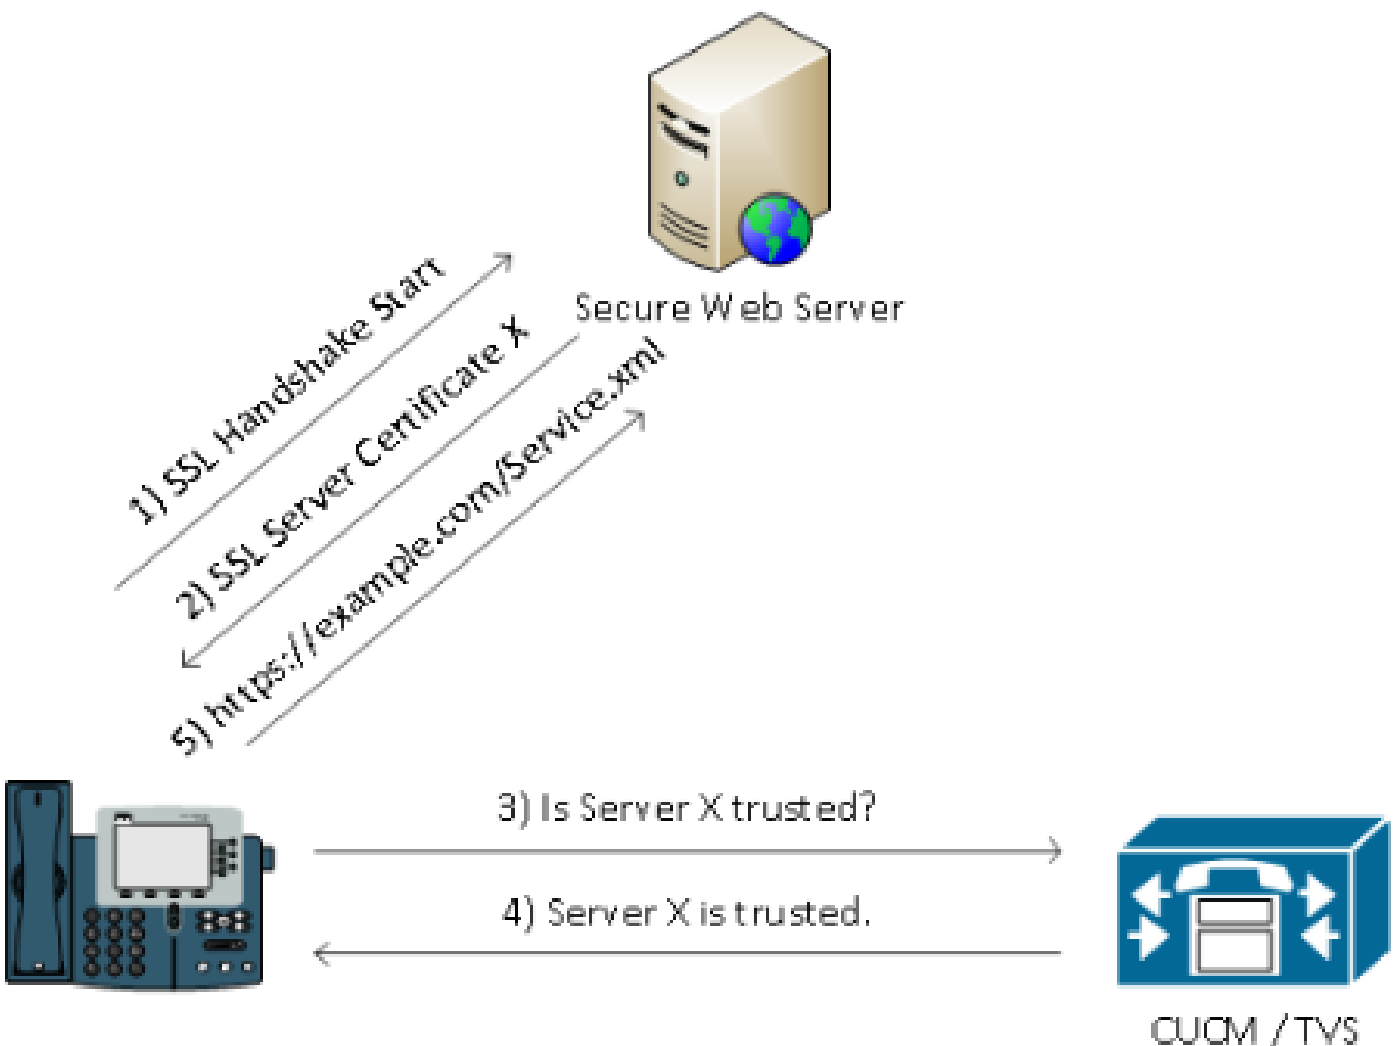 Secure Web Server
1) SSL Handshake Start
2) SSL Server Certificate X
5) https://example.com/Service.xml
3) Is Server X trusted?
4) Server X is trusted.
CUCM / TVS